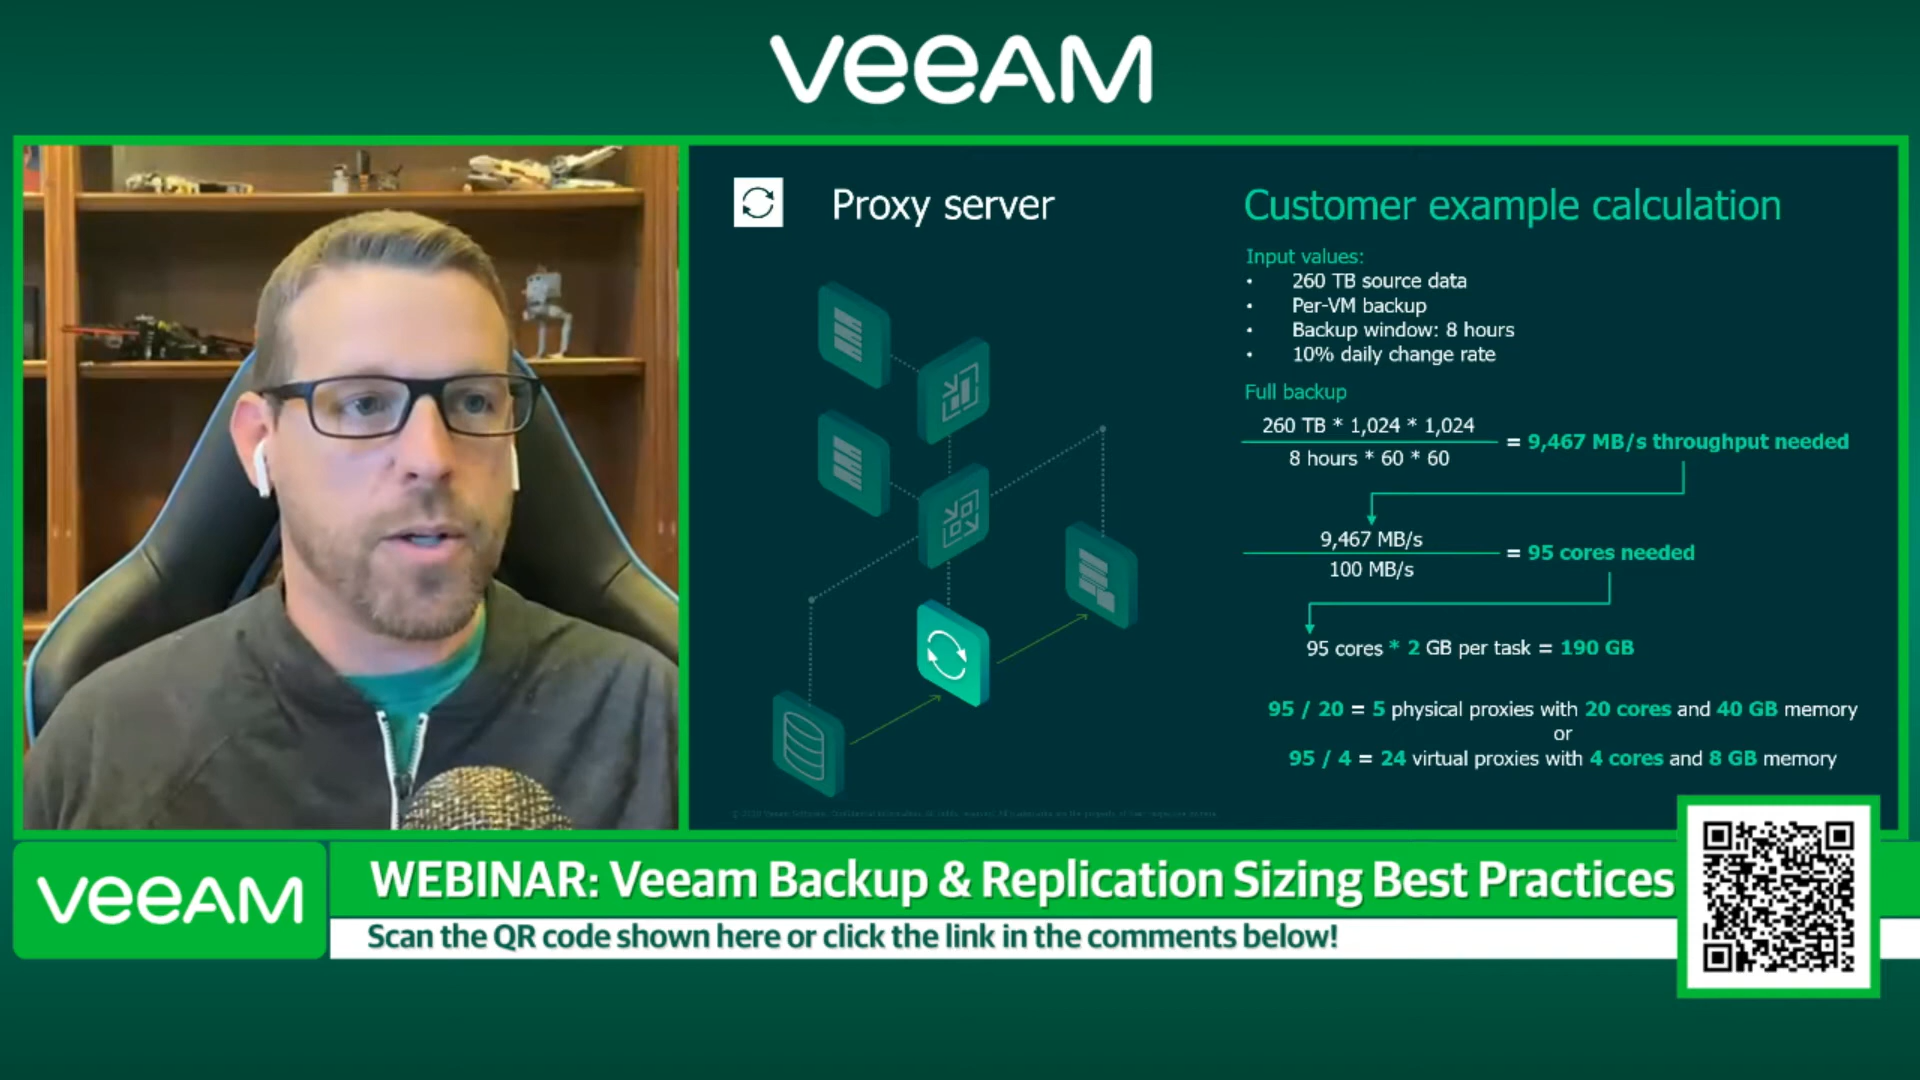 VEEAM
Proxy server
Customer example calculation
Input values:
• 260 TB source data
• Per-VM backup
• Backup window: 8 hours
• 10% daily change rate
Full backup
260 TB * 1,024 * 1,024
= 9,467 MB/s throughput needed
8 hours * 60 * 60
9,467 MB/s
= 95 cores needed
100 MB/s
95 cores * 2 GB per task = 190 GB
95 / 20 = 5 physical proxies with 20 cores and 40 GB memory
or
95 / 4 = 24 virtual proxies with 4 cores and 8 GB memory
VEEAM
WEBINAR: Veeam Backup & Replication Sizing Best Practices
Scan the QR code shown here or click the link in the comments below!